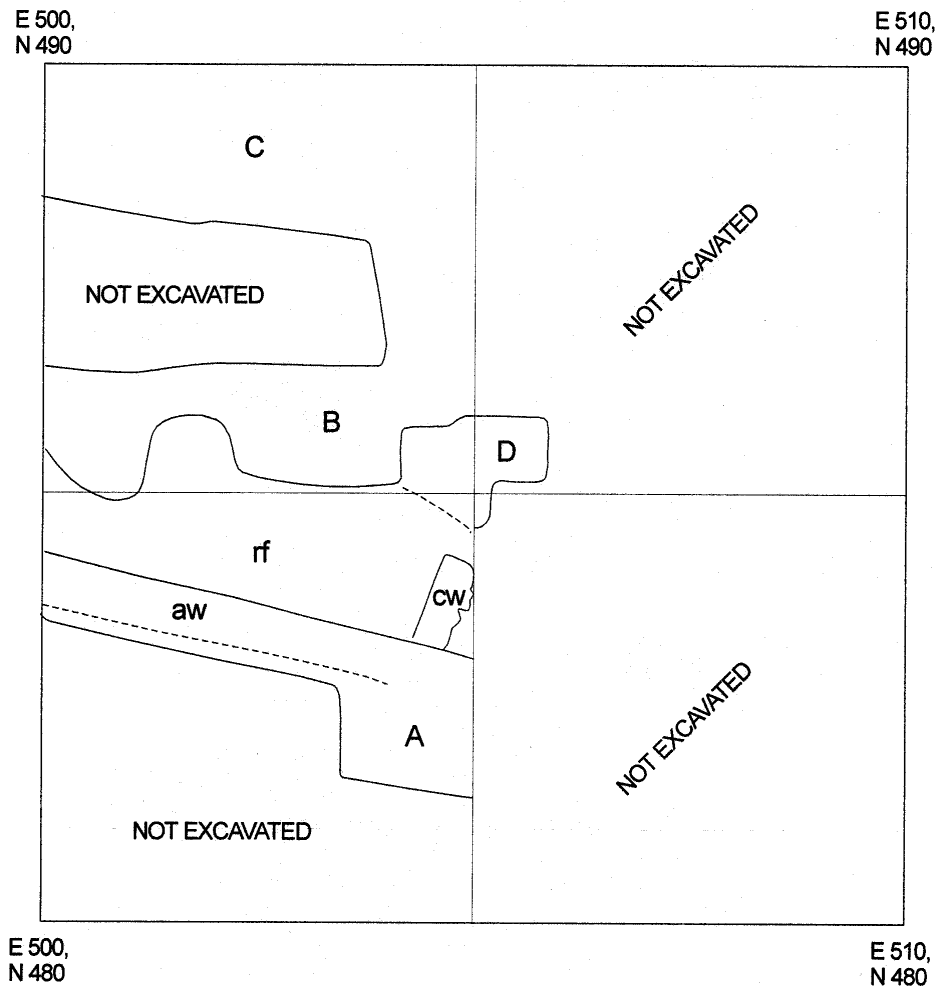 E 500,
N 490
E 510,
N 490
C
NOT EXCAVATED
NOT EXCAVATED
B
D
rf
cw
aw
A
NOT EXCAVATED
NOT EXCAVATED
E 500,
N 480
E 510,
N 480